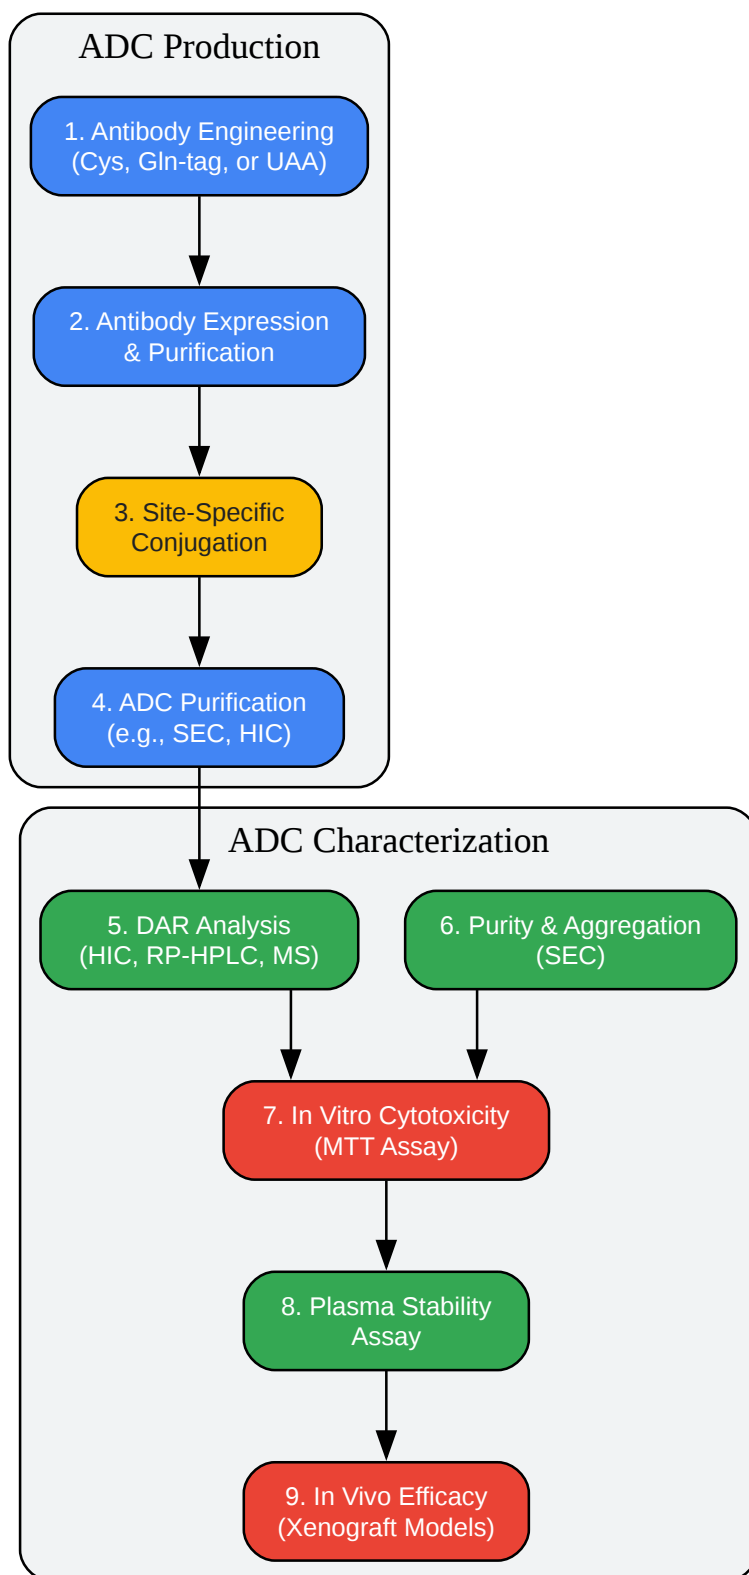 ADC Production
1. Antibody Engineering
(Cys, Gln-tag, or UAA)
2. Antibody Expression
& Purification
3. Site-Specific
Conjugation
4. ADC Purification
(e.g., SEC, HIC)
ADC Characterization
5. DAR Analysis
(HIC, RP-HPLC, MS)
6. Purity & Aggregation
(SEC)
7. In Vitro Cytotoxicity
(MTT Assay)
8. Plasma Stability
Assay
9. In Vivo Efficacy
(Xenograft Models)